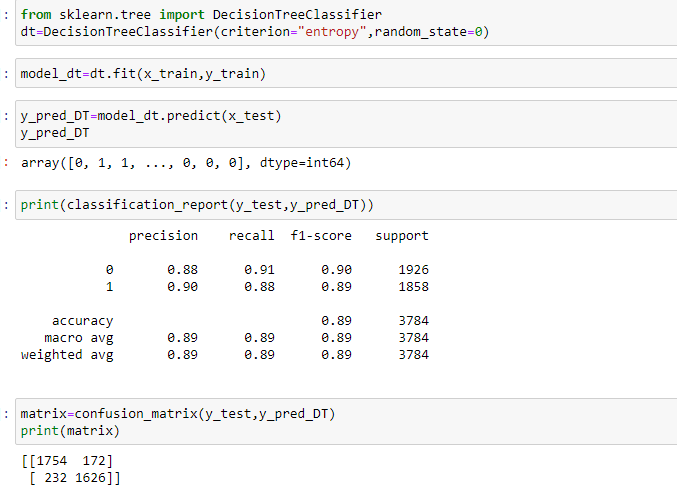 : from sklearn.tree import DecisionTreeClassifier
dt=DecisionTreeClassifier(criterion="entropy",random_state=0)
: model_dt=dt.fit(x_train,y_train)
: y_pred_DT=model_dt.predict(x_test)
y_pred_DT
: array([0, 1, 1, ..., 0, 0, 0], dtype=int64)
: print(classification_report(y_test,y_pred_DT))
precision recall f1-score support
0 0.88 0.91 0.90 1926
1 0.90 0.88 0.89 1858
accuracy 0.89 3784
macro avg 0.89 0.89 0.89 3784
weighted avg 0.89 0.89 0.89 3784
: matrix=confusion_matrix(y_test,y_pred_DT)
print(matrix)
[[1754 172]
[ 232 1626]]